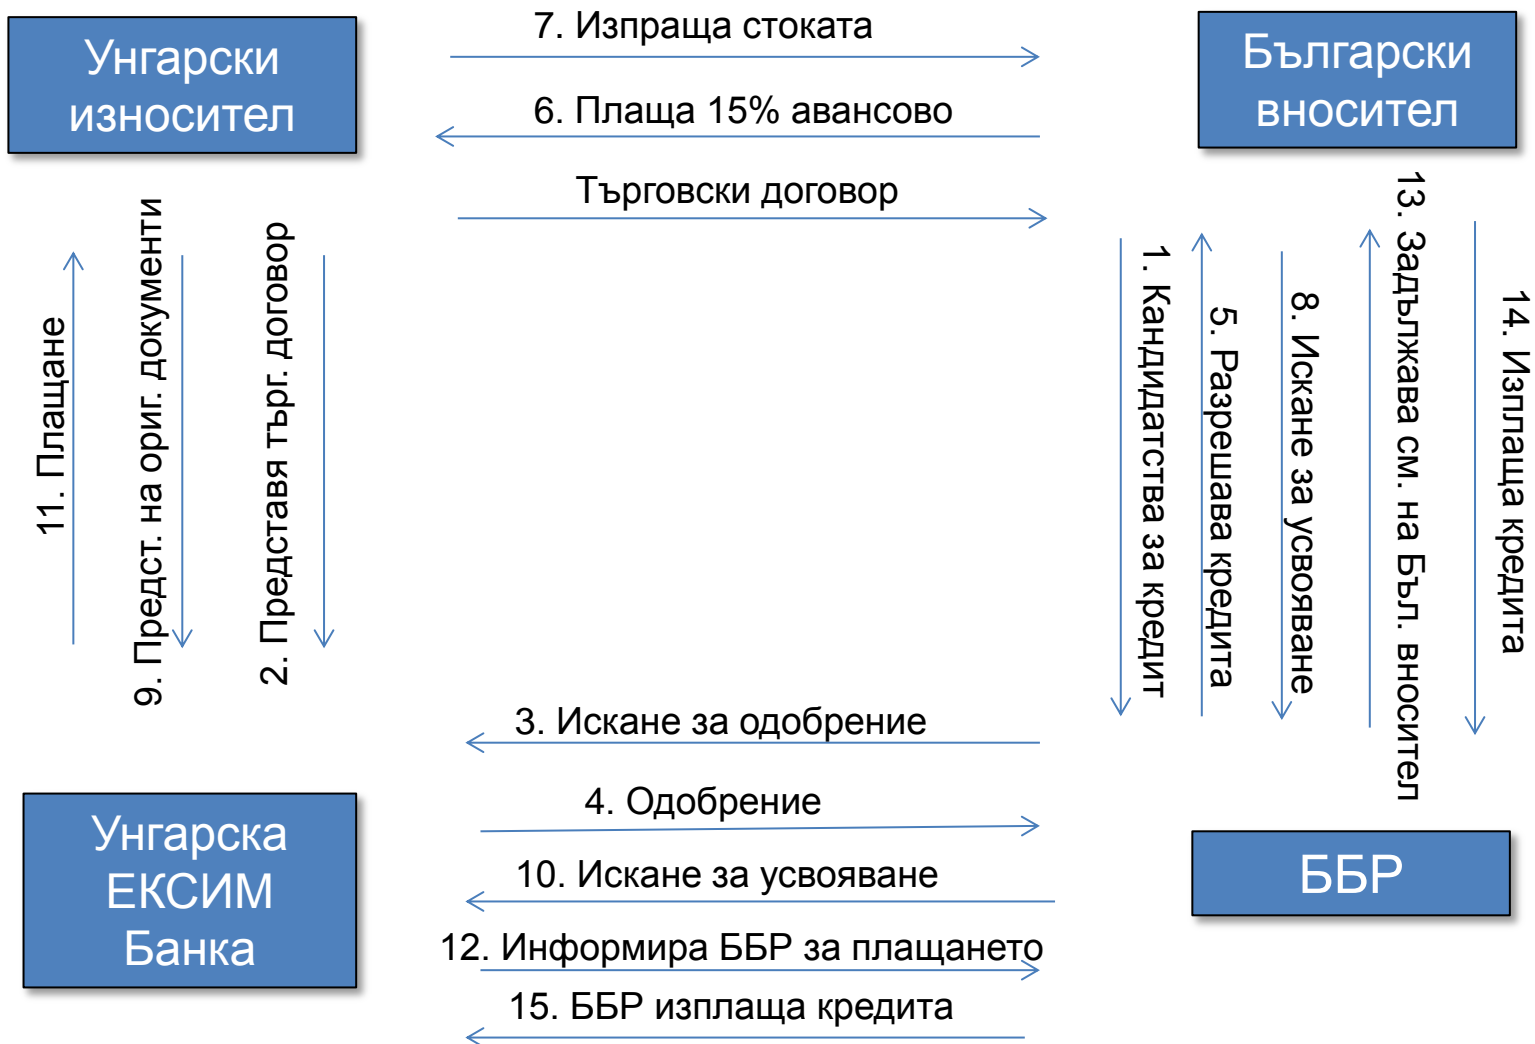 Унгарски
износител
7. Изпраща стоката
6. Плаща 15% авансово
Търговски договор
Български
вносител
11. Плащане
9. Предст. на ориг. документи
2. Представя търг. договор
1. Кандидатства за кредит
5. Разрешава кредита
8. Искане за усвояване
13. Задължава см. на Бъл. вносител
14. Изплаща кредита
3. Искане за одобрение
4. Одобрение
10. Искане за усвояване
12. Информира ББР за плащането
15. ББР изплаща кредита
Унгарска
ЕКСИМ
Банка
ББР